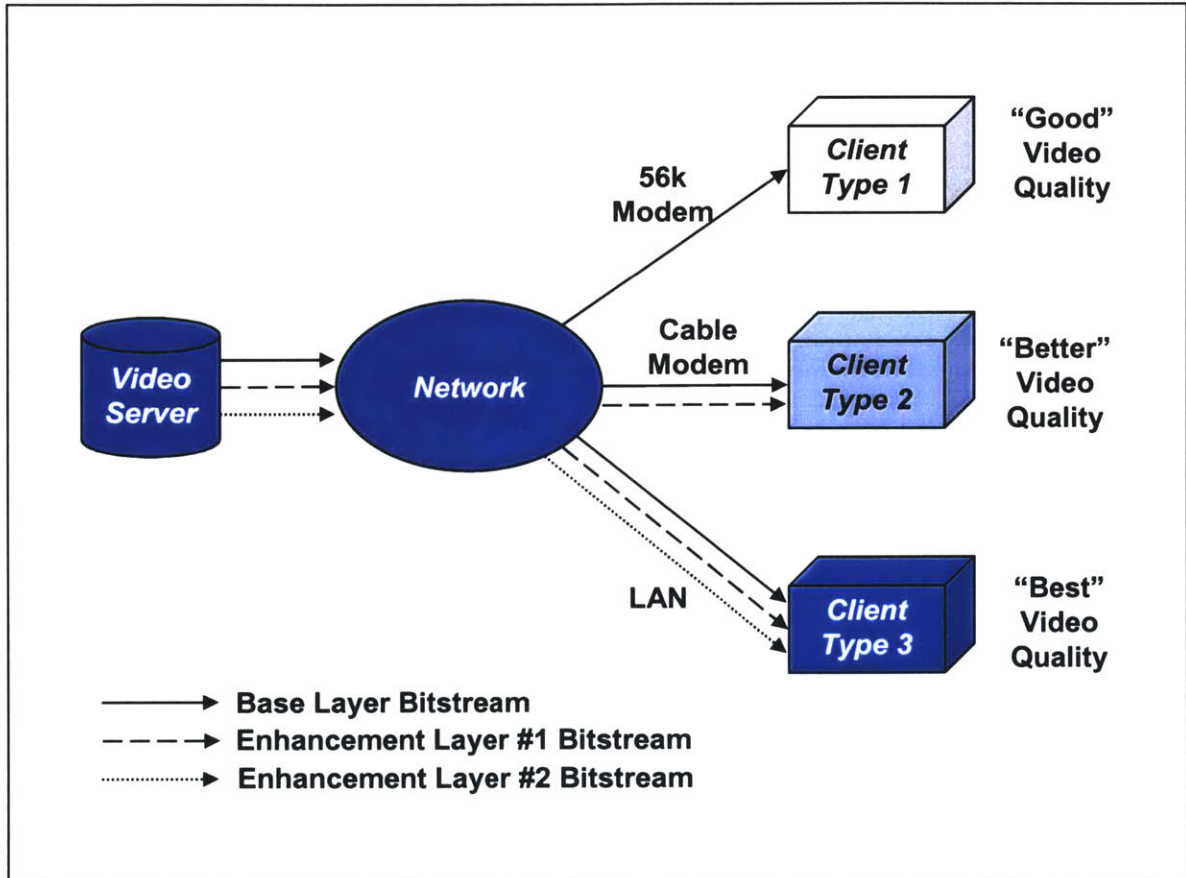 56k
Modem
Client
Type 1
“Good”
Video
Quality
Video
Server
Network
Cable
Modem
Client
Type 2
“Better”
Video
Quality
LAN
Client
Type 3
“Best”
Video
Quality
Base Layer Bitstream
Enhancement Layer #1 Bitstream
Enhancement Layer #2 Bitstream